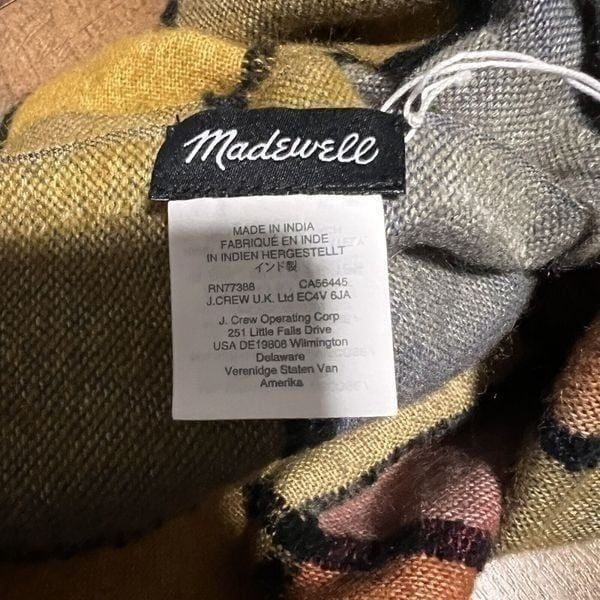 Madewell
MADE IN INDIA
FABRIQUÉ EN INDE
IN INDIEN HERGESTELLT
インド製
RN77388 CA56445
J.CREW U.K. Ltd EC4V 6JA
J. Crew Operating Corp
251 Little Falls Drive
USA DE19808 Wilmington
Delaware
Verenidge Staten Van
Amerika